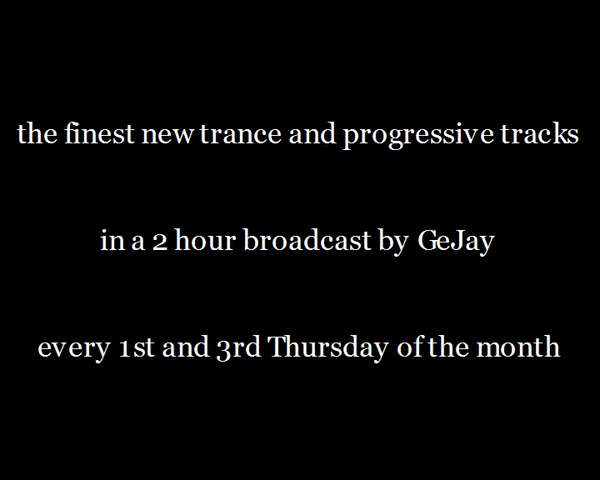 the finest new trance and progressive tracks
in a 2 hour broadcast by GeJay
every 1st and 3rd Thursday of the month